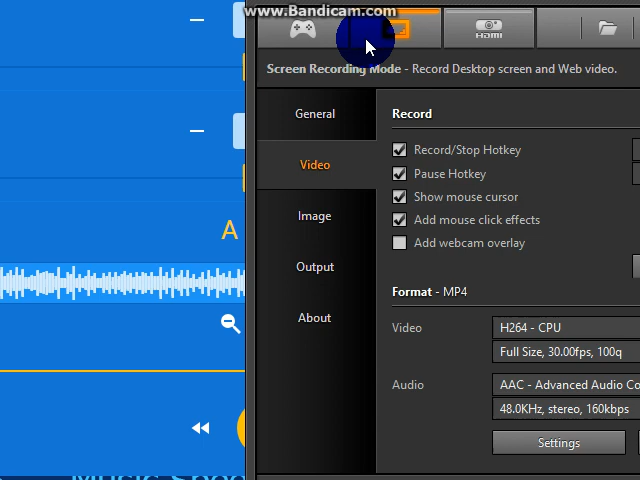 www.Bandicam.com
HDMI
Screen Recording Mode - Record Desktop screen and Web video.
General
Video
Image
Output
About
Record
Record/Stop Hotkey
Pause Hotkey
Show mouse cursor
Add mouse click effects
Add webcam overlay
Format - MP4
Video
H264 - CPU
Full Size, 30.00fps, 100q
Audio
AAC - Advanced Audio Co
48.0KHz, stereo, 160kbps
Settings
A
Music Spee